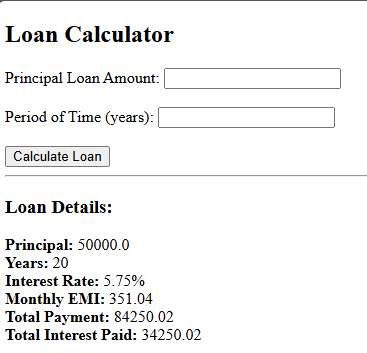 Loan Calculator
Principal Loan Amount:
Period of Time (years):
Calculate Loan
Loan Details:
Principal: 50000.0
Years: 20
Interest Rate: 5.75%
Monthly EMI: 351.04
Total Payment: 84250.02
Total Interest Paid: 34250.02